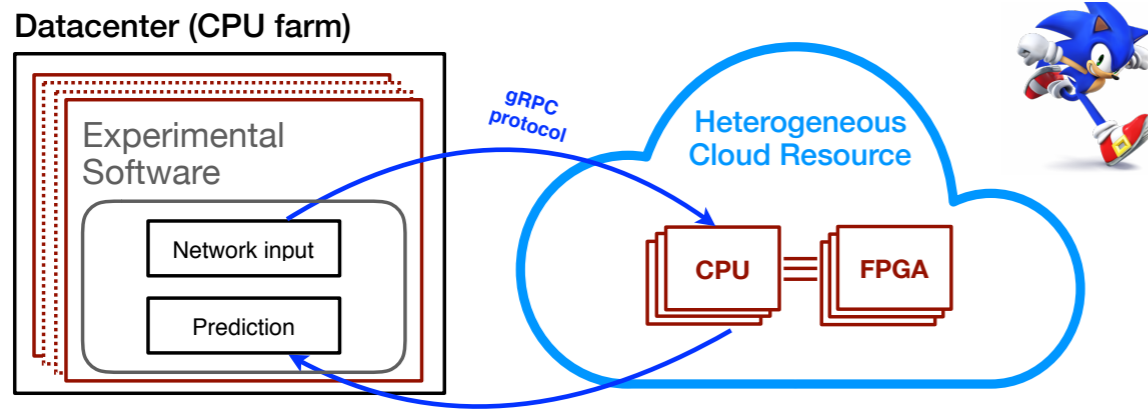 Datacenter (CPU farm)
Experimental
Software
Network input
Prediction
gRPC
protocol
Heterogeneous
Cloud Resource
CPU
FPGA